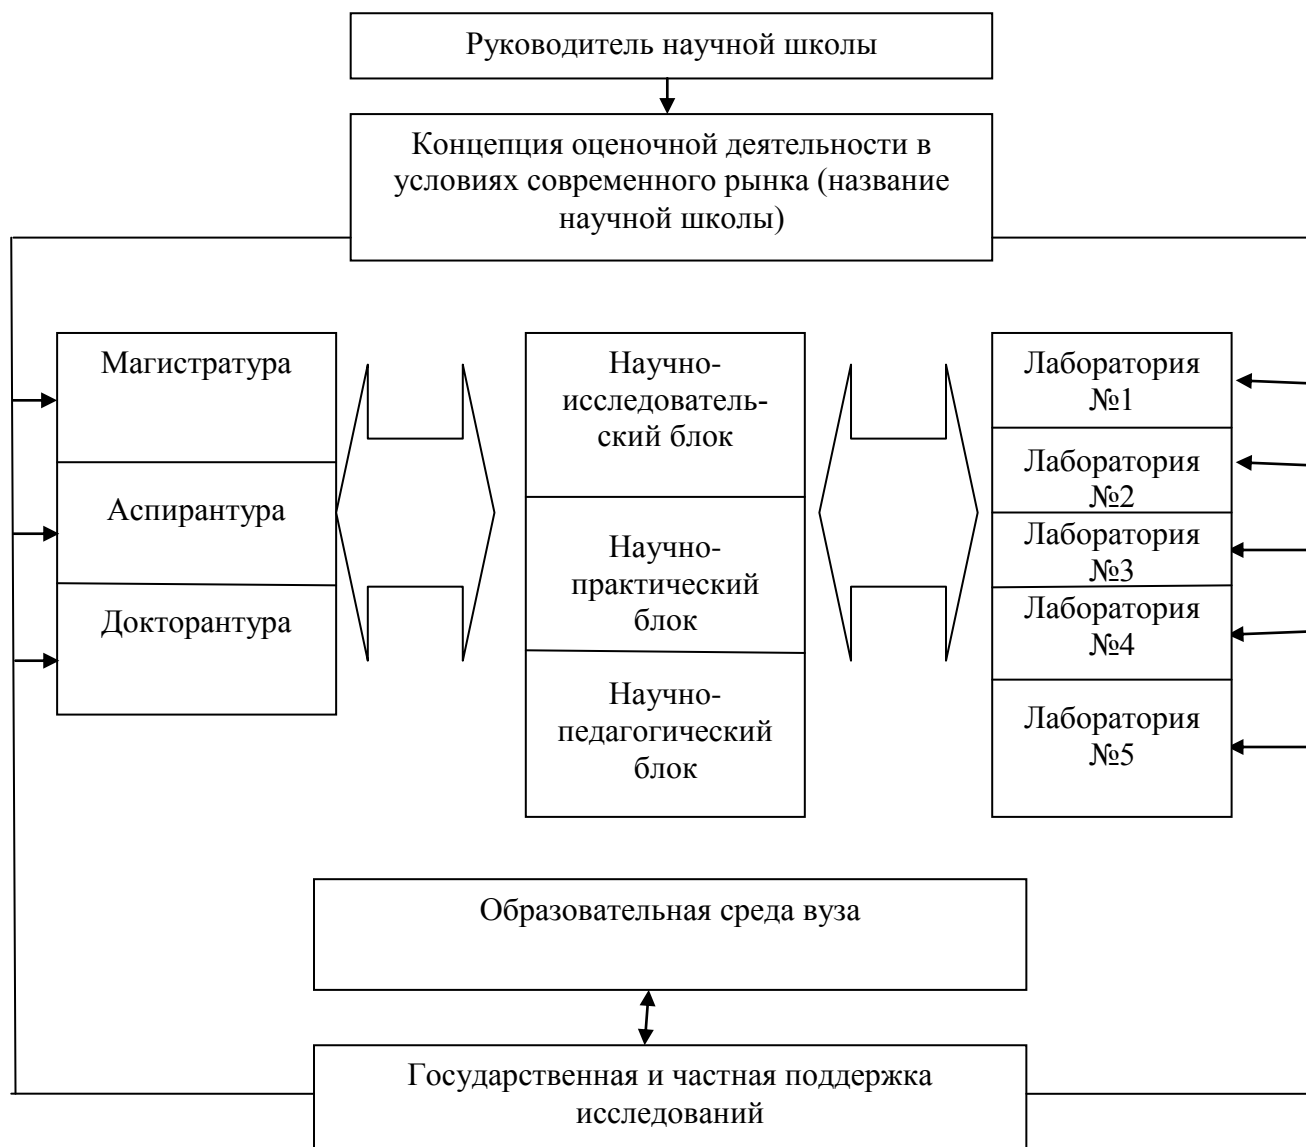 Руководитель научной школы
Концепция оценочной деятельности в
условиях современного рынка (название
научной школы)
Магистратура
Аспирантура
Докторантура
Научно-
исследователь-
ский блок
Научно-
практический
блок
Научно-
педагогический
блок
Лаборатория
№1
Лаборатория
№2
Лаборатория
№3
Лаборатория
№4
Лаборатория
№5
Образовательная среда вуза
Государственная и частная поддержка
исследований